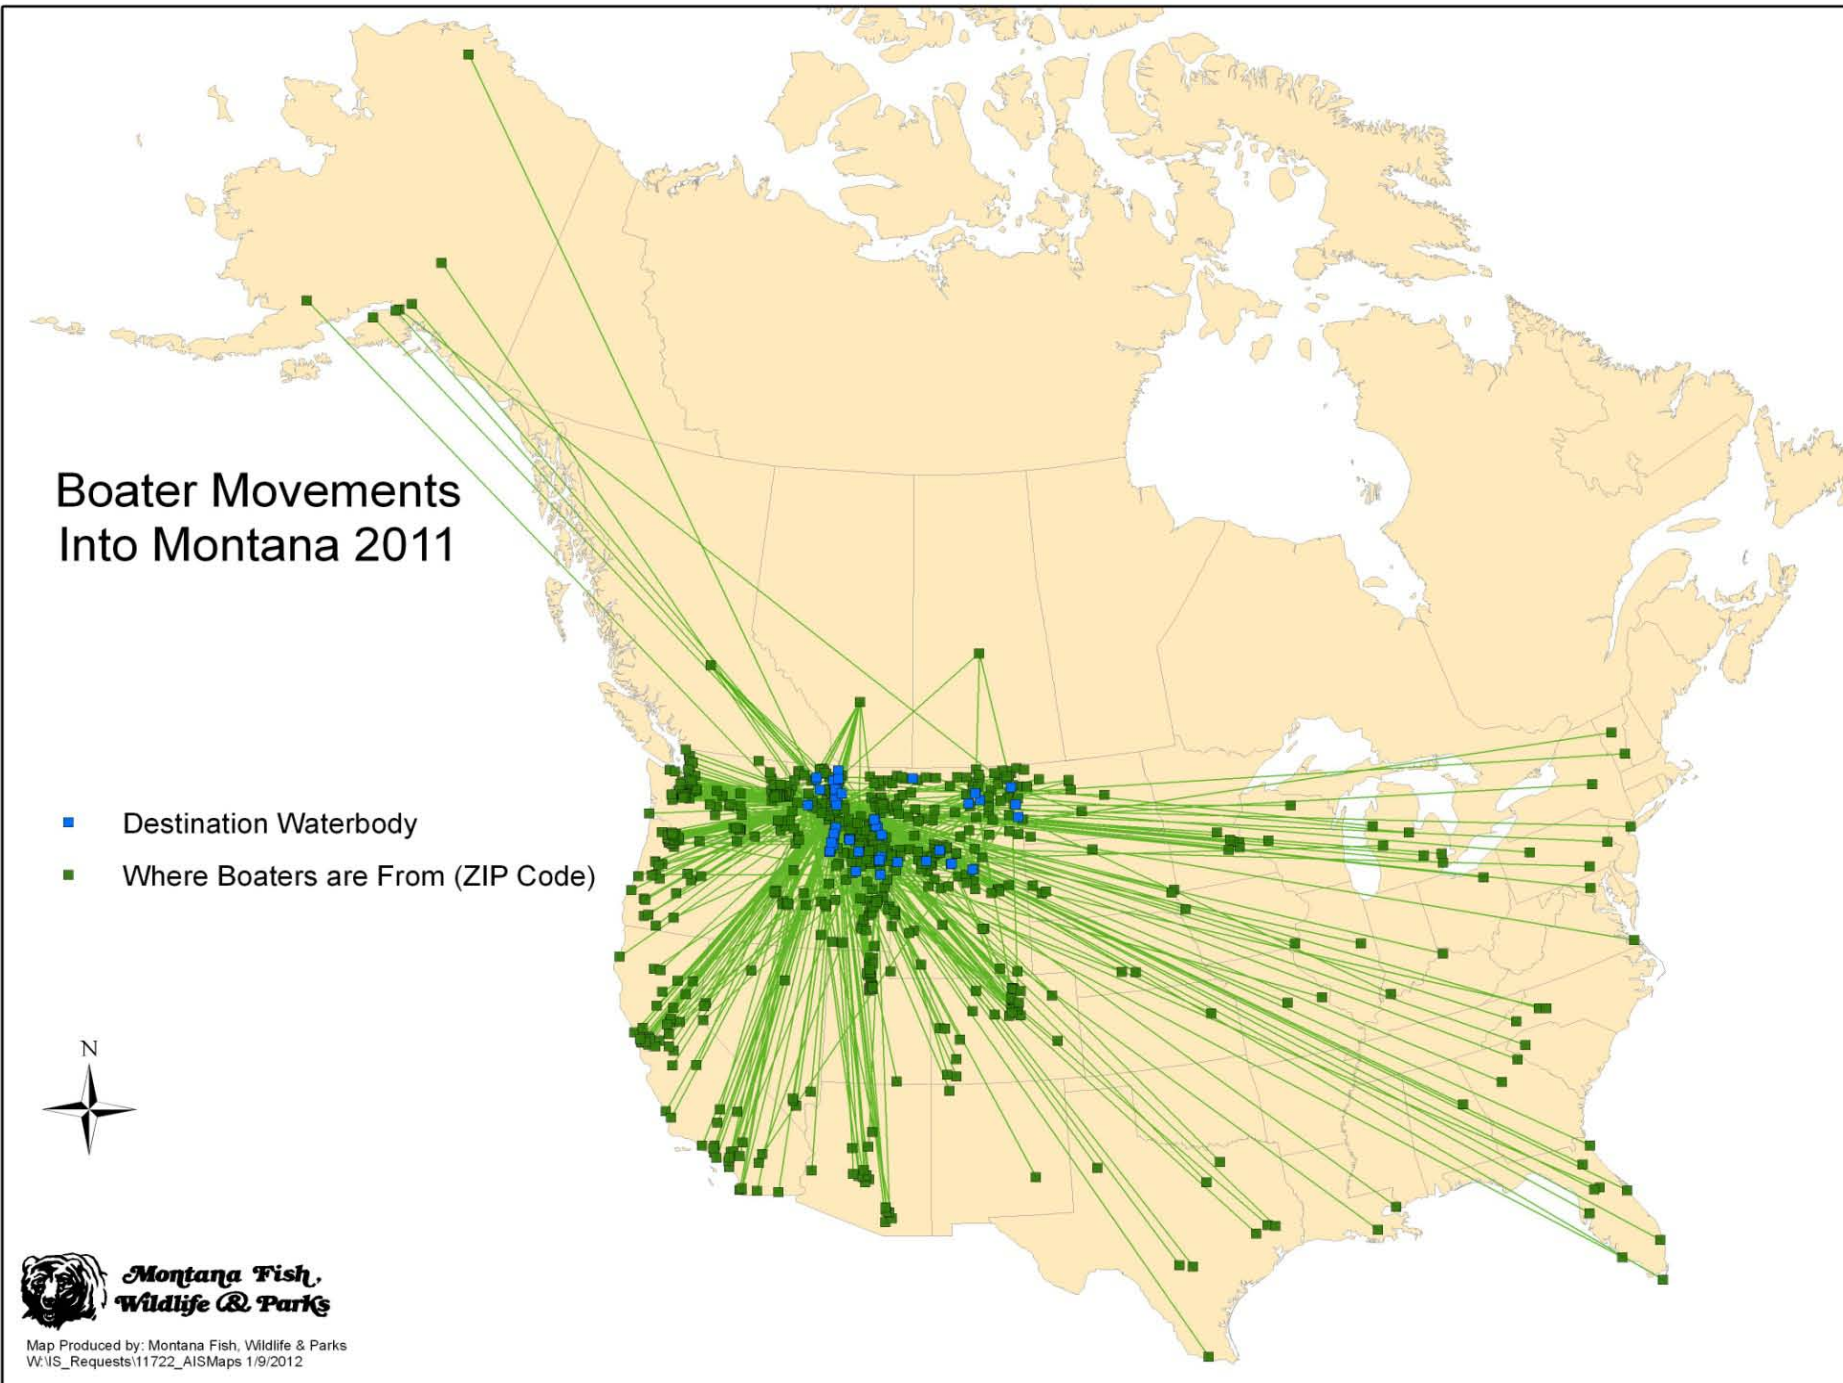 Boater Movements
Into Montana 2011
Destination Waterbody
Where Boaters are From (ZIP Code)
N
Montana Fish,
Wildlife & Parks
Map Produced by: Montana Fish, Wildlife & Parks
W:\IS_Requests\11722_AISMaps 1/9/2012